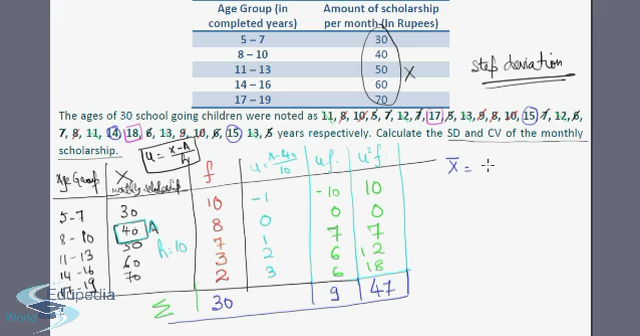 Age Group (in completed years) Amount of scholarship per month (in Rupees)
5 – 7 30
8 – 10 40
11 – 13 50 X
14 – 16 60
17 – 19 70
step deviation
The ages of 30 school going children were noted as 11, 8, 10, 5, 7, 12, 7, 17, 5, 13, 9, 8, 10, 15, 7, 12, 6,
7, 8, 11, 14, 18, 6, 13, 9, 10, 6, 15, 13, 5 years respectively. Calculate the SD and CV of the monthly
scholarship.
u = x-A/h
Age Group X monthly scholarship f u = x-40/10 uf u²f
5-7 30 10 -1 -10 10
8-10 40 A 8 0 0 0
11-13 50 h=10 7 1 7 7
14-16 60 3 2 6 12
17-19 70 2 3 6 18
Σ 30 9 47
X̄ =
Edupedia
World